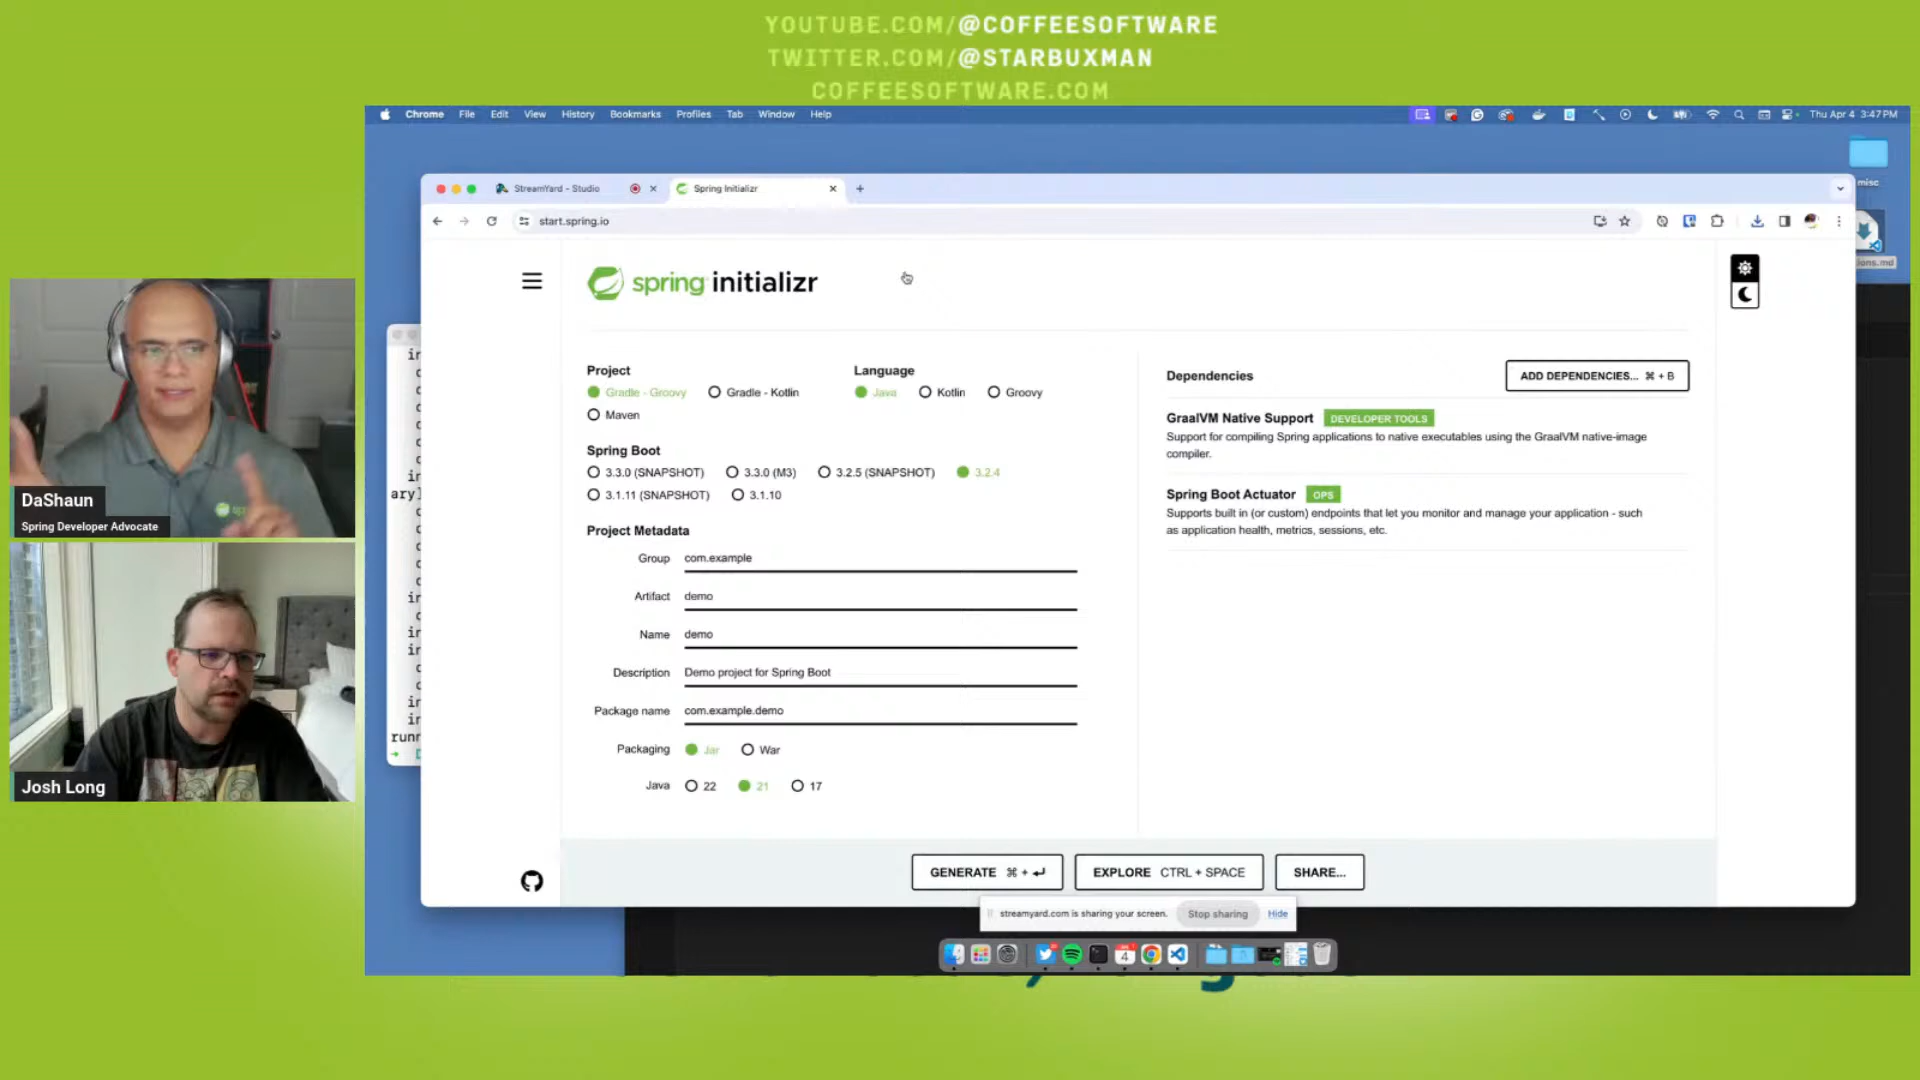 YOUTUBE.COM/@COFFEESOFTWARE
TWITTER.COM/@STARBUXMAN
COFFEESOFTWARE.COM
Chrome File Edit View History Bookmarks Profiles Tab Window Help
Thu Apr 4 3:47PM
misc
StreamYard - Studio
Spring Initializr
start.spring.io
ions.md
spring initializr
Project
Gradle - Groovy Gradle - Kotlin
Maven
Language
Java Kotlin Groovy
Spring Boot
3.3.0 (SNAPSHOT) 3.3.0 (M3) 3.2.5 (SNAPSHOT) 3.2.4
3.1.11 (SNAPSHOT) 3.1.10
Project Metadata
Group com.example
Artifact demo
Name demo
Description Demo project for Spring Boot
Package name com.example.demo
Packaging Jar War
Java 22 21 17
Dependencies
ADD DEPENDENCIES... ⌘ + B
GraalVM Native Support DEVELOPER TOOLS
Support for compiling Spring applications to native executables using the GraalVM native-image
compiler.
Spring Boot Actuator OPS
Supports built in (or custom) endpoints that let you monitor and manage your application - such
as application health, metrics, sessions, etc.
GENERATE ⌘ + ↵
EXPLORE CTRL + SPACE
SHARE...
streamyard.com is sharing your screen. Stop sharing Hide
DaShaun
Spring Developer Advocate
Josh Long